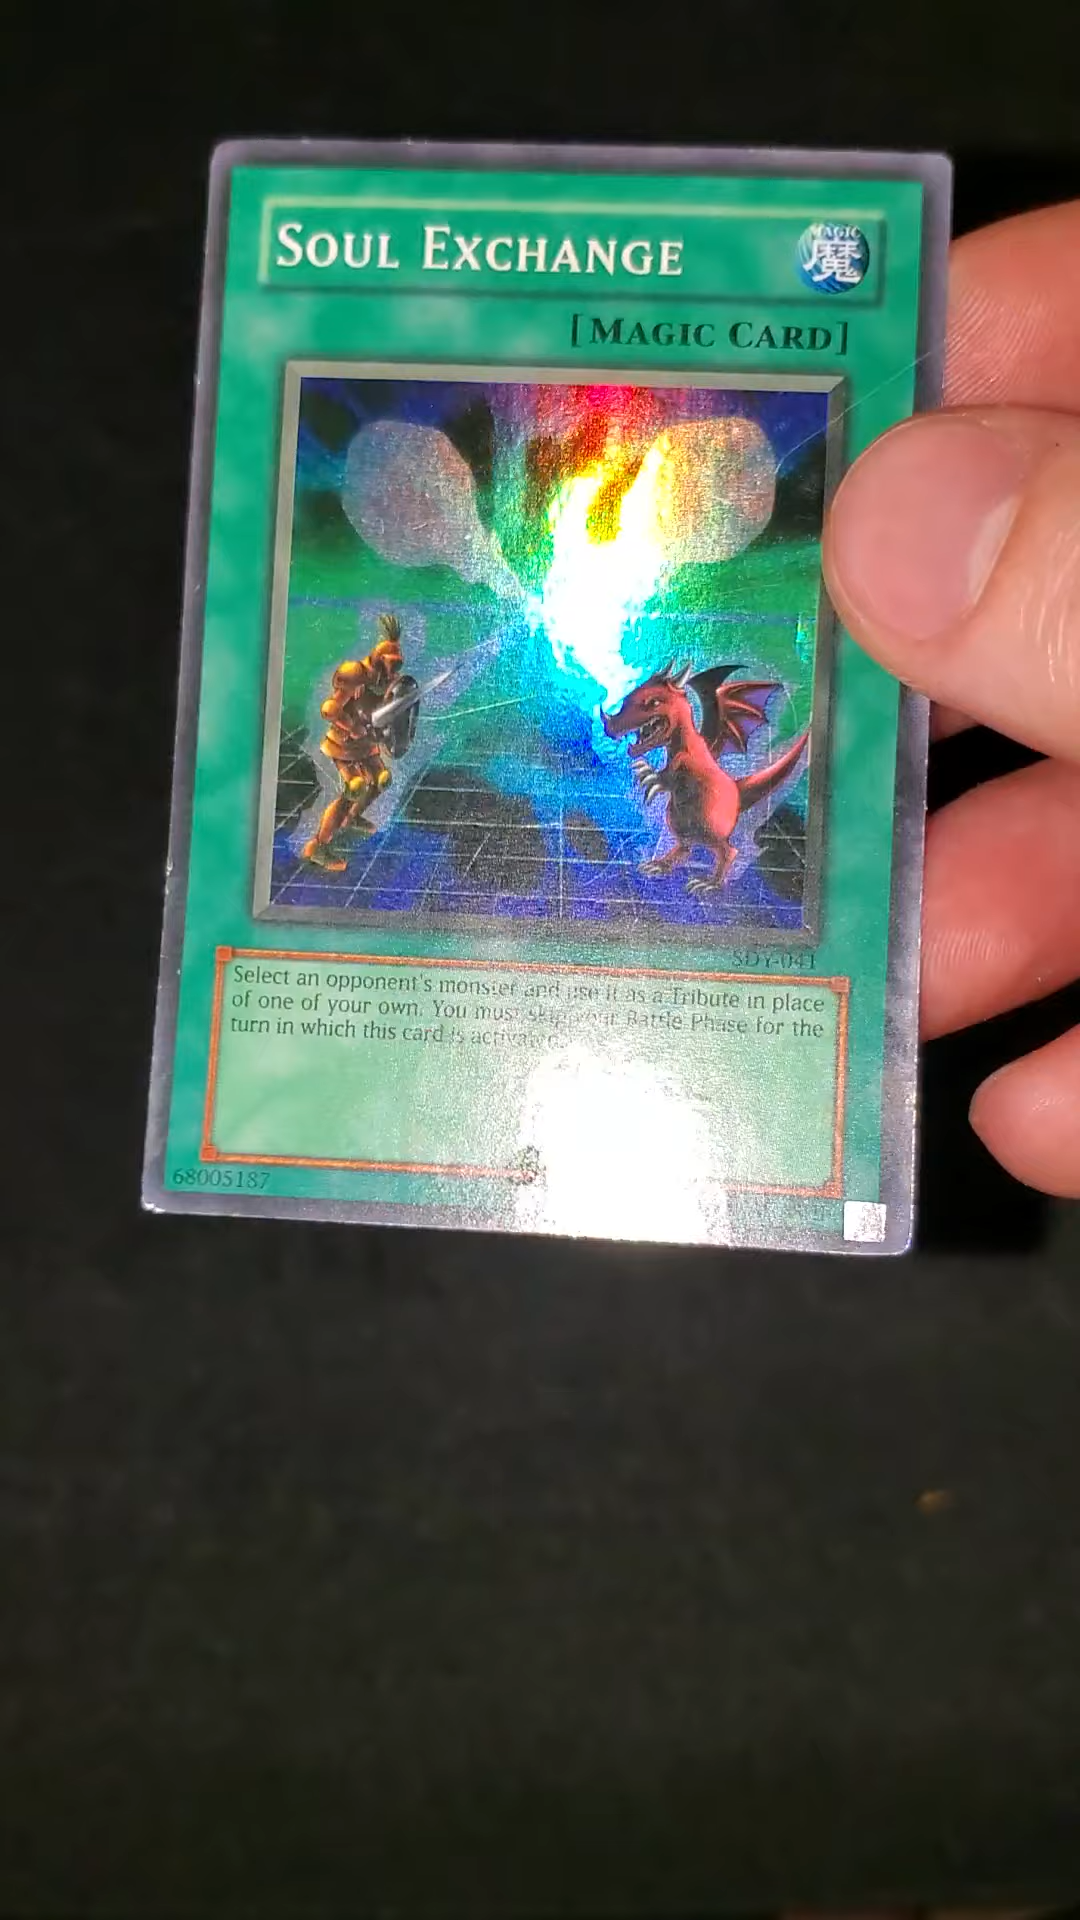 SOUL EXCHANGE
MAGIC
魔
[MAGIC CARD]
SDY-041
Select an opponent's monster and use it as a Tribute in place
of one of your own. You must skip your Battle Phase for the
turn in which this card is activated.
68005187